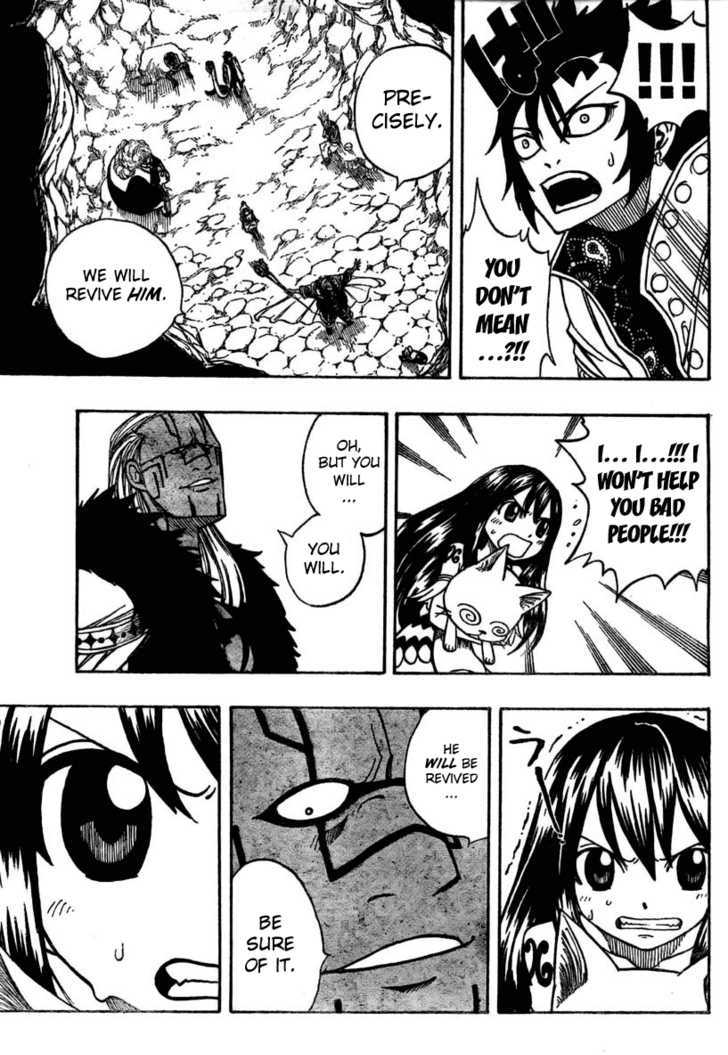 !!!
YOU
DON'T
MEAN
...?!!
PRE-
CISELY.
WE WILL
REVIVE HIM.
I... I...!!! I
WON'T HELP
YOU BAD
PEOPLE!!!
OH,
BUT YOU
WILL
...
YOU
WILL.
HE
WILL BE
REVIVED
...
BE
SURE
OF IT.